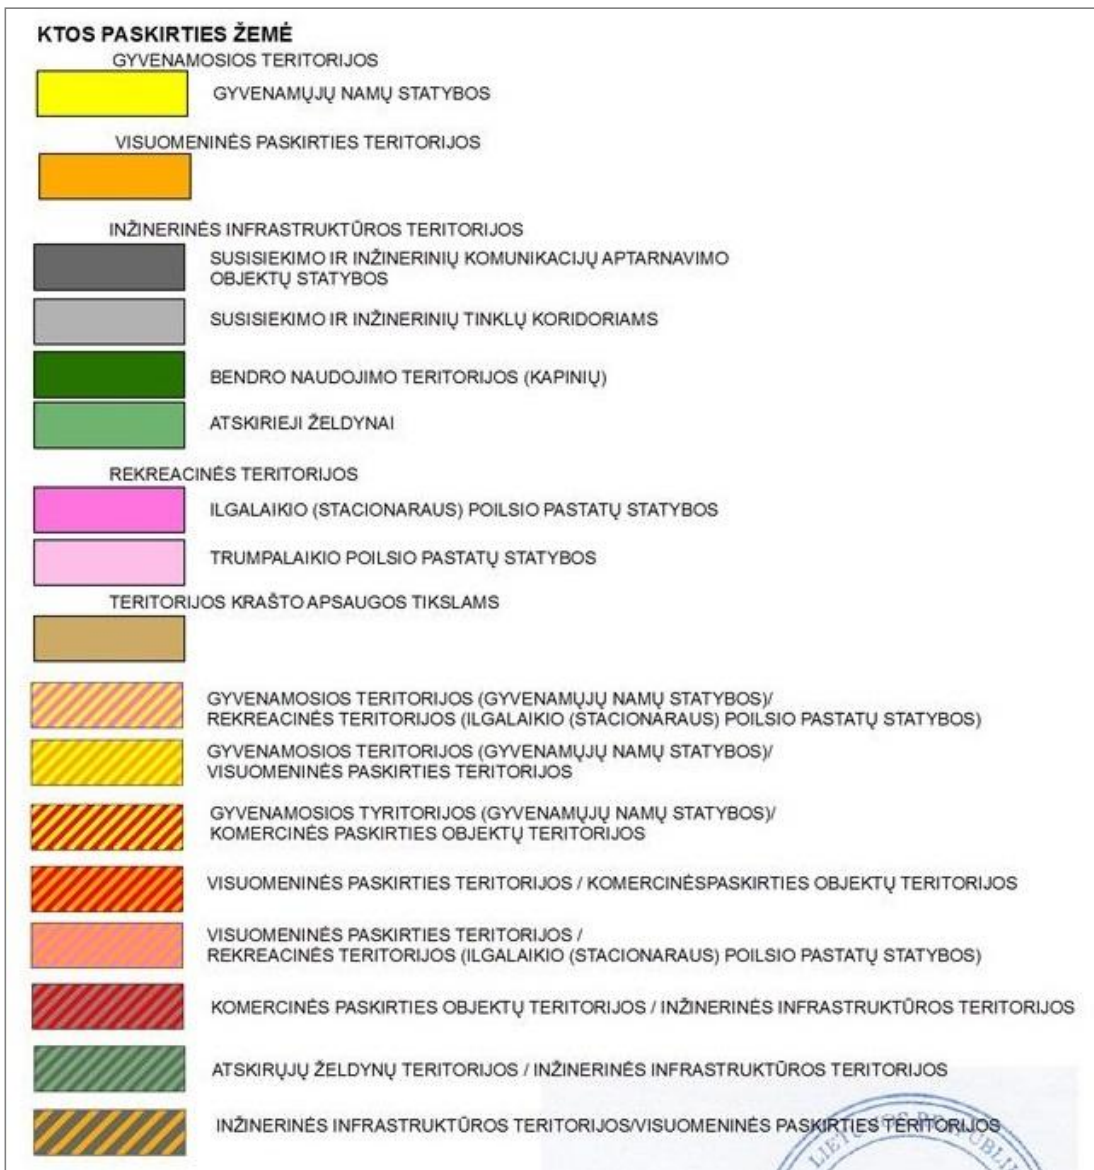 KTOS PASKIRTIES ŽEMĖ
GYVENAMOSIOS TERITORIJOS
GYVENAMŲJŲ NAMŲ STATYBOS
VISUOMENINĖS PASKIRTIES TERITORIJOS
INŽINERINĖS INFRASTRUKTŪROS TERITORIJOS
SUSISIEKIMO IR INŽINERINIŲ KOMUNIKACIJŲ APTARNAVIMO
OBJEKTŲ STATYBOS
SUSISIEKIMO IR INŽINERINIŲ TINKLŲ KORIDORIAMS
BENDRO NAUDOJIMO TERITORIJOS (KAPINIŲ)
ATSKIRIEJI ŽELDYNAI
REKREACINĖS TERITORIJOS
ILGALAIKIO (STACIONARAUS) POILSIO PASTATŲ STATYBOS
TRUMPALAIKIO POILSIO PASTATŲ STATYBOS
TERITORIJOS KRAŠTO APSAUGOS TIKSLAMS
GYVENAMOSIOS TERITORIJOS (GYVENAMŲJŲ NAMŲ STATYBOS)/
REKREACINĖS TERITORIJOS (ILGALAIKIO (STACIONARAUS) POILSIO PASTATŲ STATYBOS)
GYVENAMOSIOS TERITORIJOS (GYVENAMŲJŲ NAMŲ STATYBOS)/
VISUOMENINĖS PASKIRTIES TERITORIJOS
GYVENAMOSIOS TYRITORIJOS (GYVENAMŲJŲ NAMŲ STATYBOS)/
KOMERCINĖS PASKIRTIES OBJEKTŲ TERITORIJOS
VISUOMENINĖS PASKIRTIES TERITORIJOS / KOMERCINĖSPASKIRTIES OBJEKTŲ TERITORIJOS
VISUOMENINĖS PASKIRTIES TERITORIJOS /
REKREACINĖS TERITORIJOS (ILGALAIKIO (STACIONARAUS) POILSIO PASTATŲ STATYBOS)
KOMERCINĖS PASKIRTIES OBJEKTŲ TERITORIJOS / INŽINERINĖS INFRASTRUKTŪROS TERITORIJOS
ATSKIRŲJŲ ŽELDYNŲ TERITORIJOS / INŽINERINĖS INFRASTRUKTŪROS TERITORIJOS
INŽINERINĖS INFRASTRUKTŪROS TERITORIJOS/VISUOMENINĖS PASKIRTIES TERITORIJOS
LIETUVOS